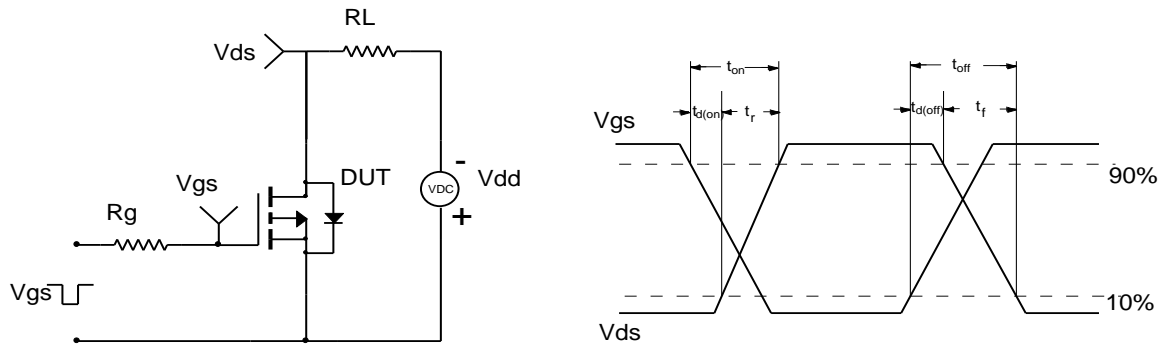 RL
Vds
-
VDC
Vdd
+
DUT
Vgs
Rg
Vgs
ton
toff
td(on)
tr
td(off)
tf
Vgs
90%
10%
Vds